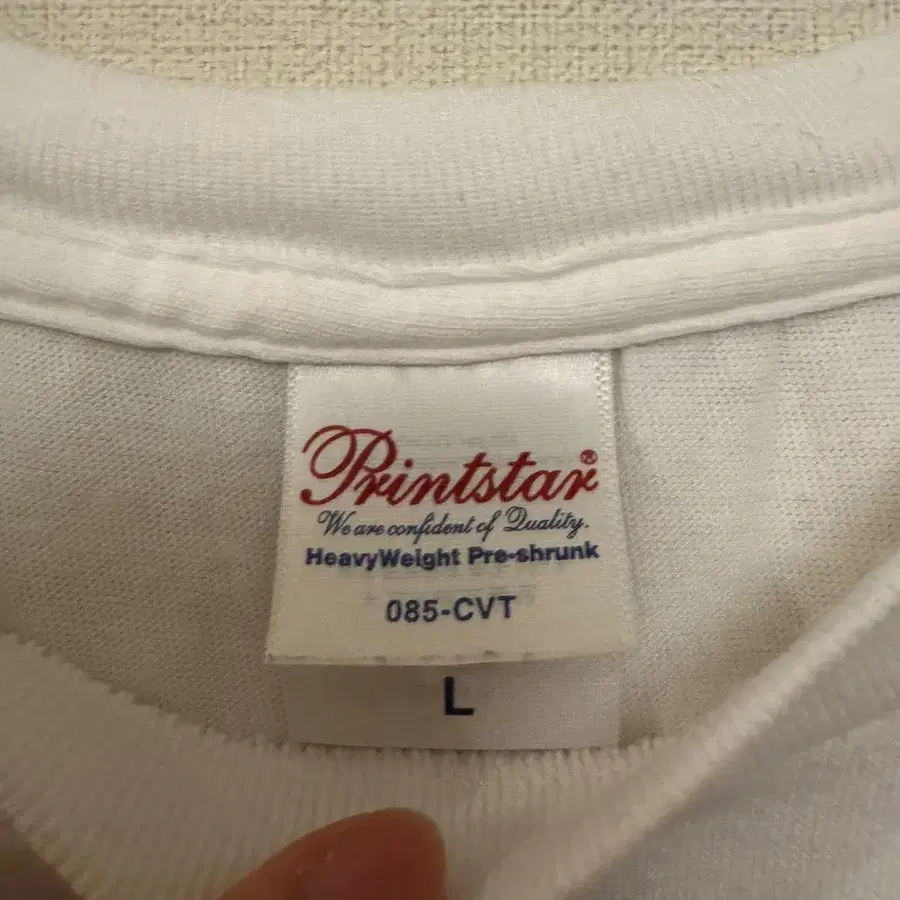 Printstar®
We are confident of Quality.
HeavyWeight Pre-shrunk
085-CVT
L